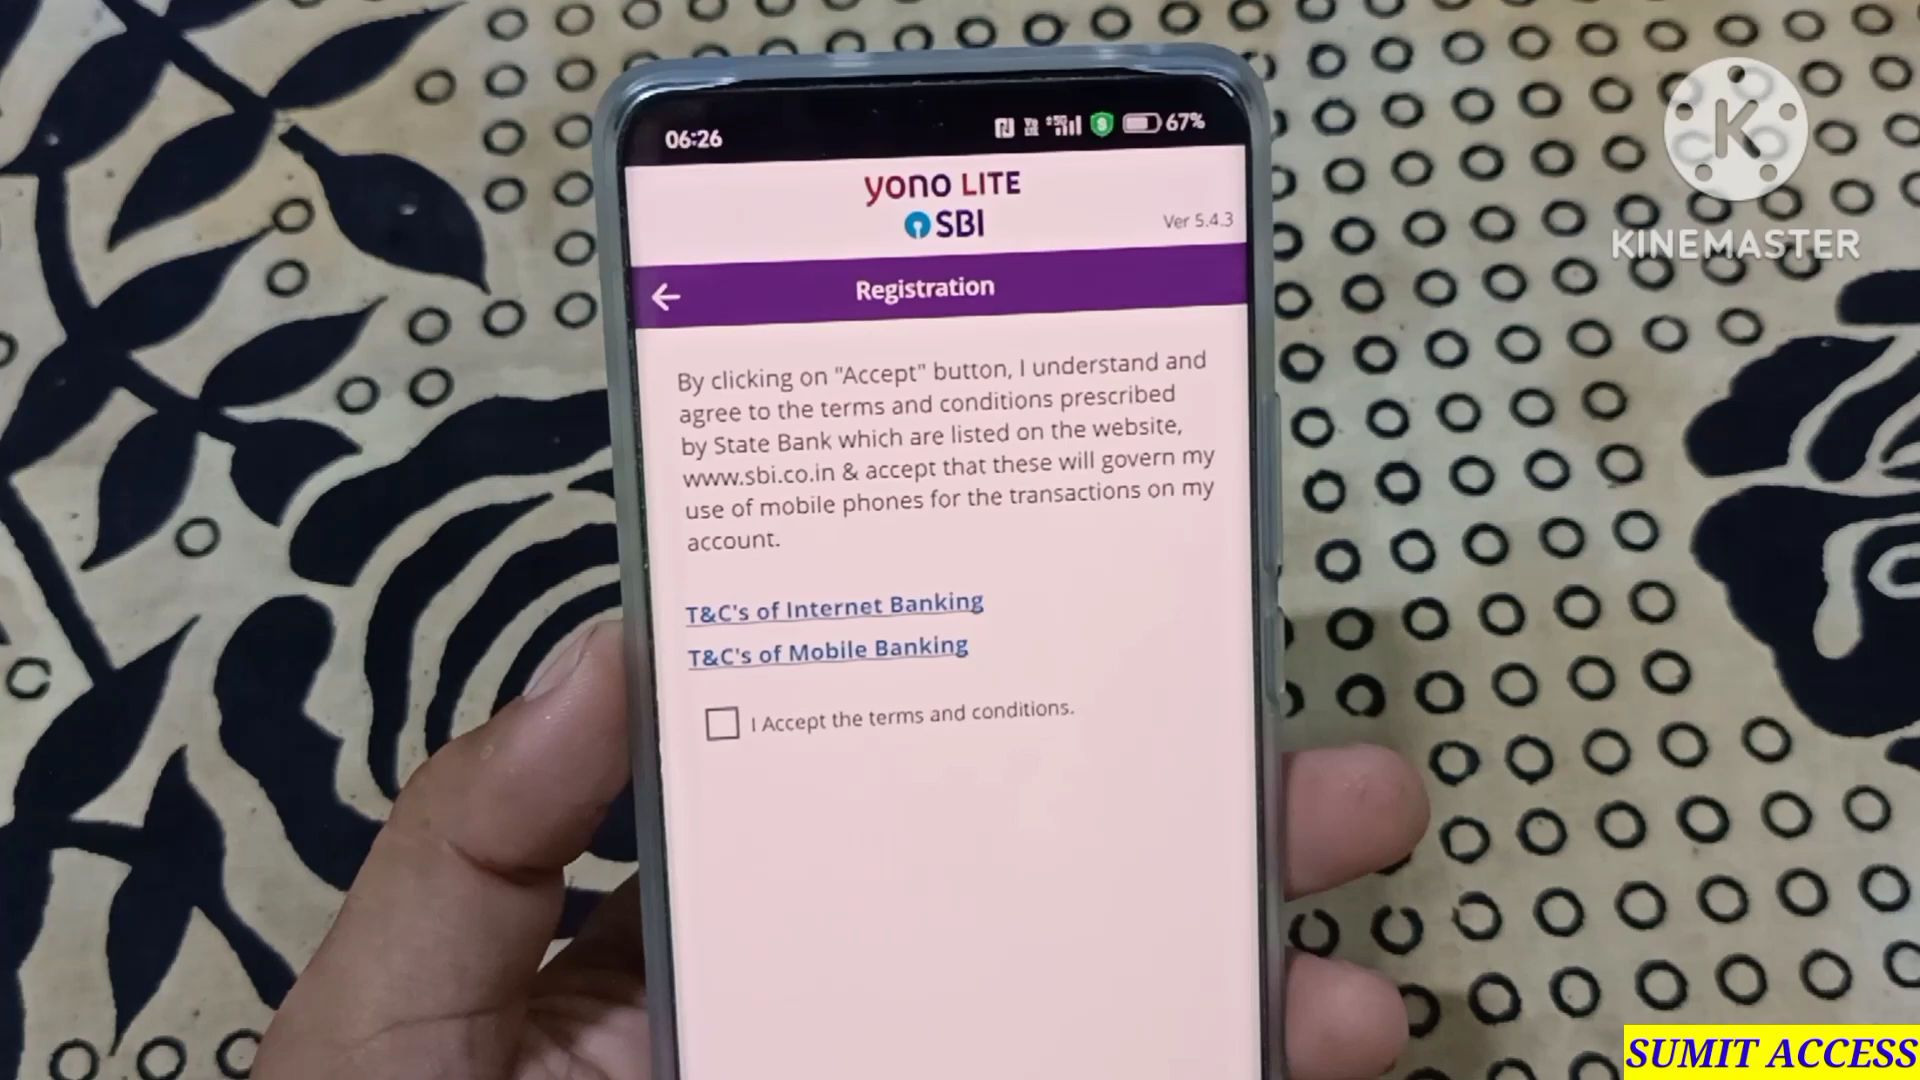 06:26
67%
yono LITE
SBI
Ver 5.4.3
Registration
By clicking on "Accept" button, I understand and
agree to the terms and conditions prescribed
by State Bank which are listed on the website,
www.sbi.co.in & accept that these will govern my
use of mobile phones for the transactions on my
account.
T&C's of Internet Banking
T&C's of Mobile Banking
I Accept the terms and conditions.
K
KINEMASTER
SUMIT ACCESS